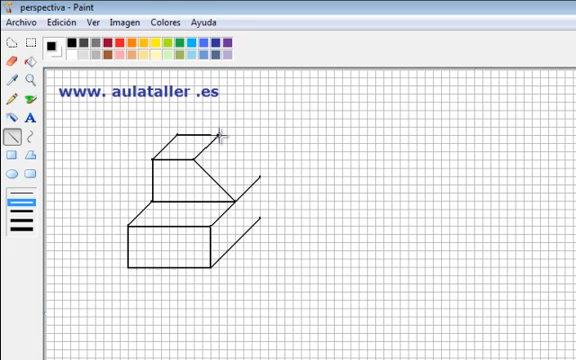 perspectiva - Paint
Archivo Edición Ver Imagen Colores Ayuda
www. aulataller .es
A